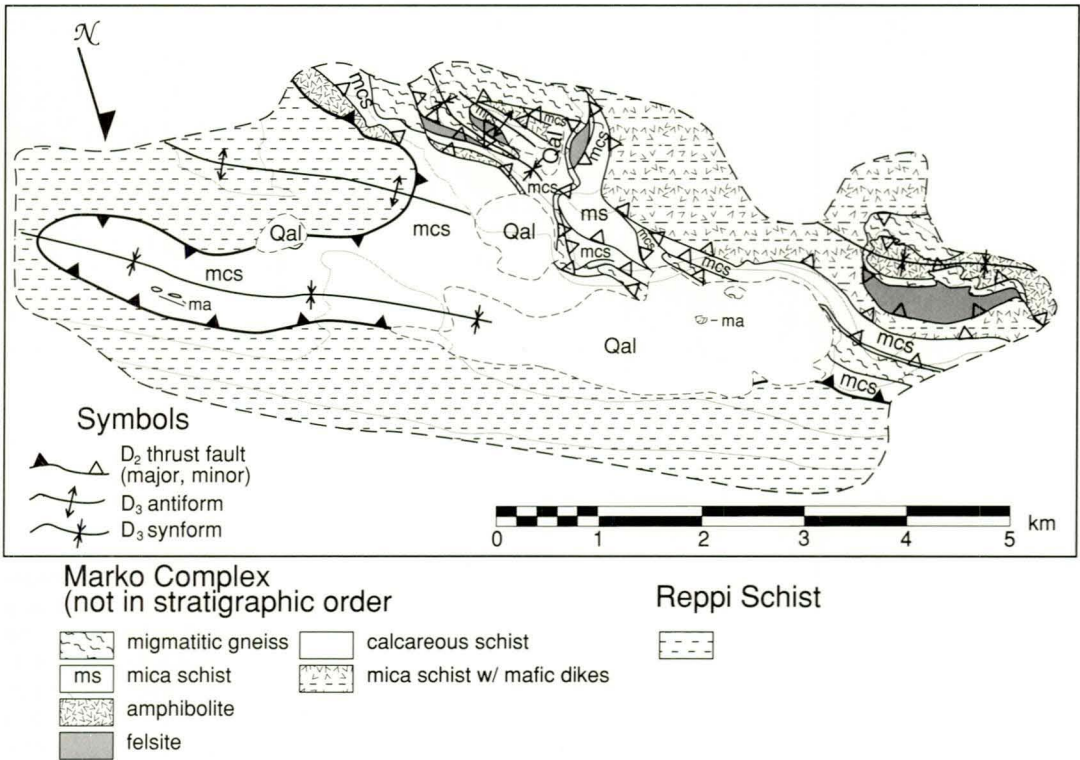 N
mcs
mcs
mcs
Qal
mcs
mcs
ms
Qal
mcs
Qal
mcs
mcs
mcs
mcs
ma
ma
Qal
mcs
mcs
Symbols
D2 thrust fault
(major, minor)
D3 antiform
D3 synform
0 1 2 3 4 5 km
Marko Complex
(not in stratigraphic order
migmatitic gneiss
calcareous schist
ms mica schist
mica schist w/ mafic dikes
amphibolite
felsite
Reppi Schist